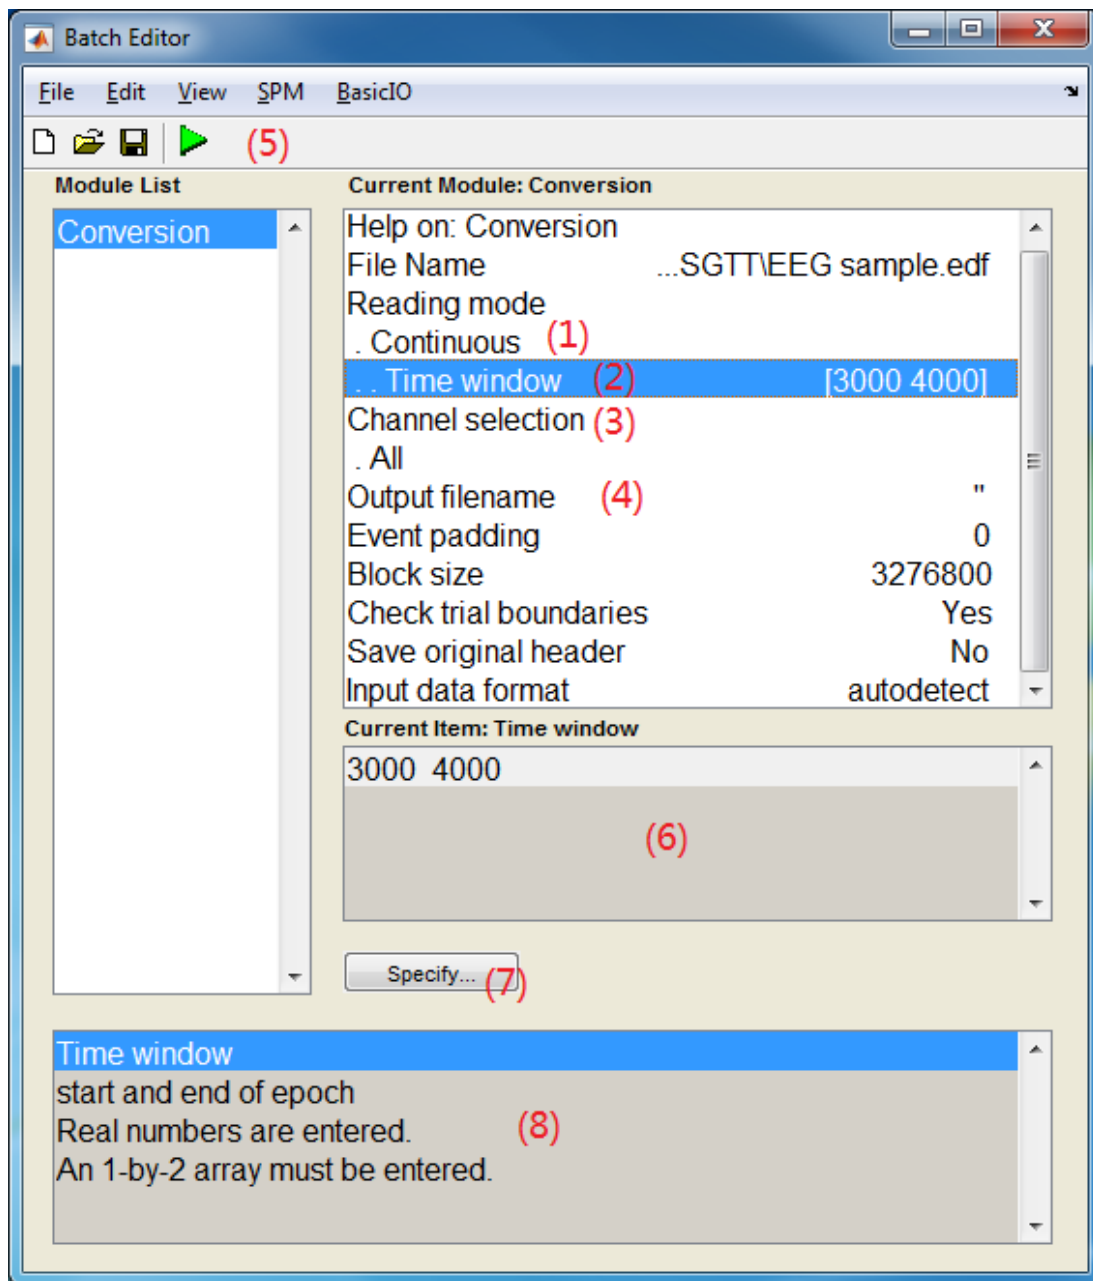 Batch Editor
File Edit View SPM BasicIO
(5)
Module List
Conversion
Current Module: Conversion
Help on: Conversion
File Name ...SGTT\EEG sample.edf
Reading mode
. Continuous (1)
. . Time window (2) [3000 4000]
Channel selection (3)
. All
Output filename (4) ''
Event padding 0
Block size 3276800
Check trial boundaries Yes
Save original header No
Input data format autodetect
Current Item: Time window
3000 4000
(6)
Specify... (7)
Time window
start and end of epoch
Real numbers are entered. (8)
An 1-by-2 array must be entered.